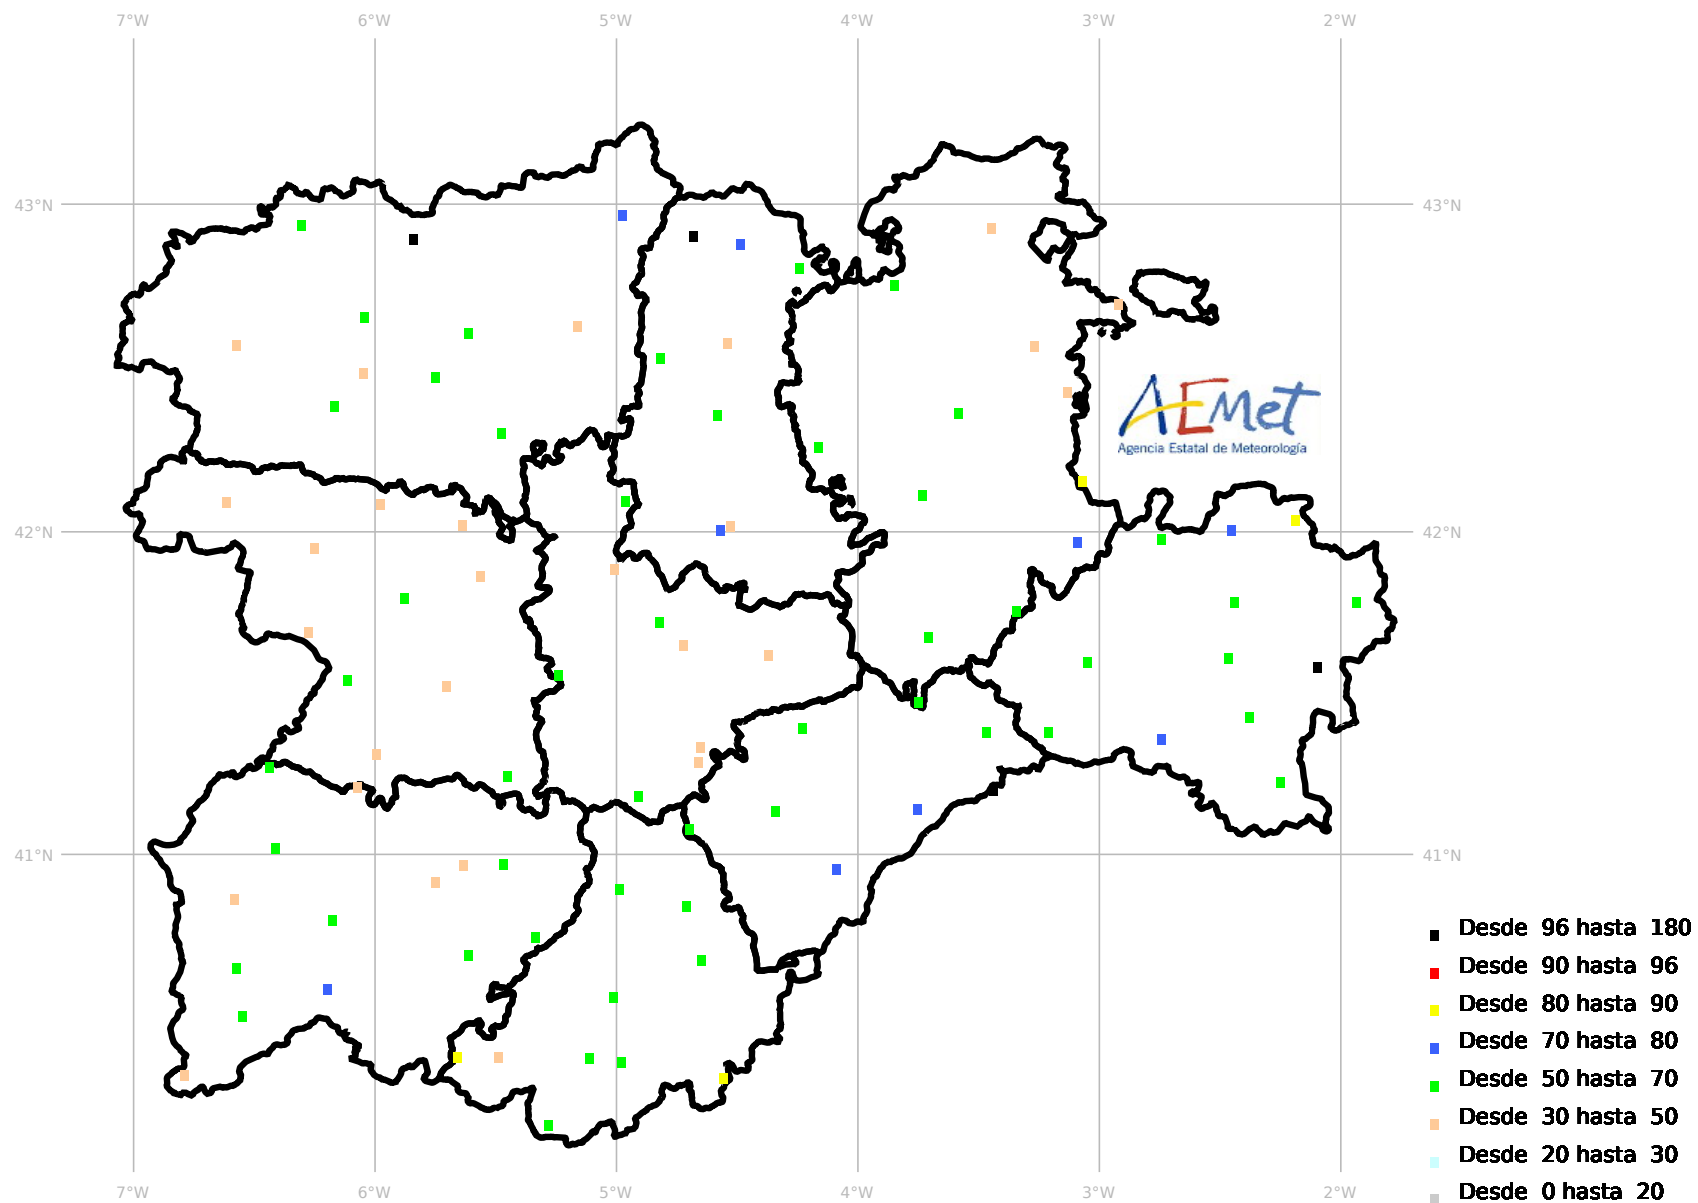 7°W 6°W 5°W 4°W 3°W 2°W
43°N 43°N
AEMet
Agencia Estatal de Meteorología
42°N 42°N
41°N 41°N
Desde 96 hasta 180
Desde 90 hasta 96
Desde 80 hasta 90
Desde 70 hasta 80
Desde 50 hasta 70
Desde 30 hasta 50
Desde 20 hasta 30
Desde 0 hasta 20
7°W 6°W 5°W 4°W 3°W 2°W